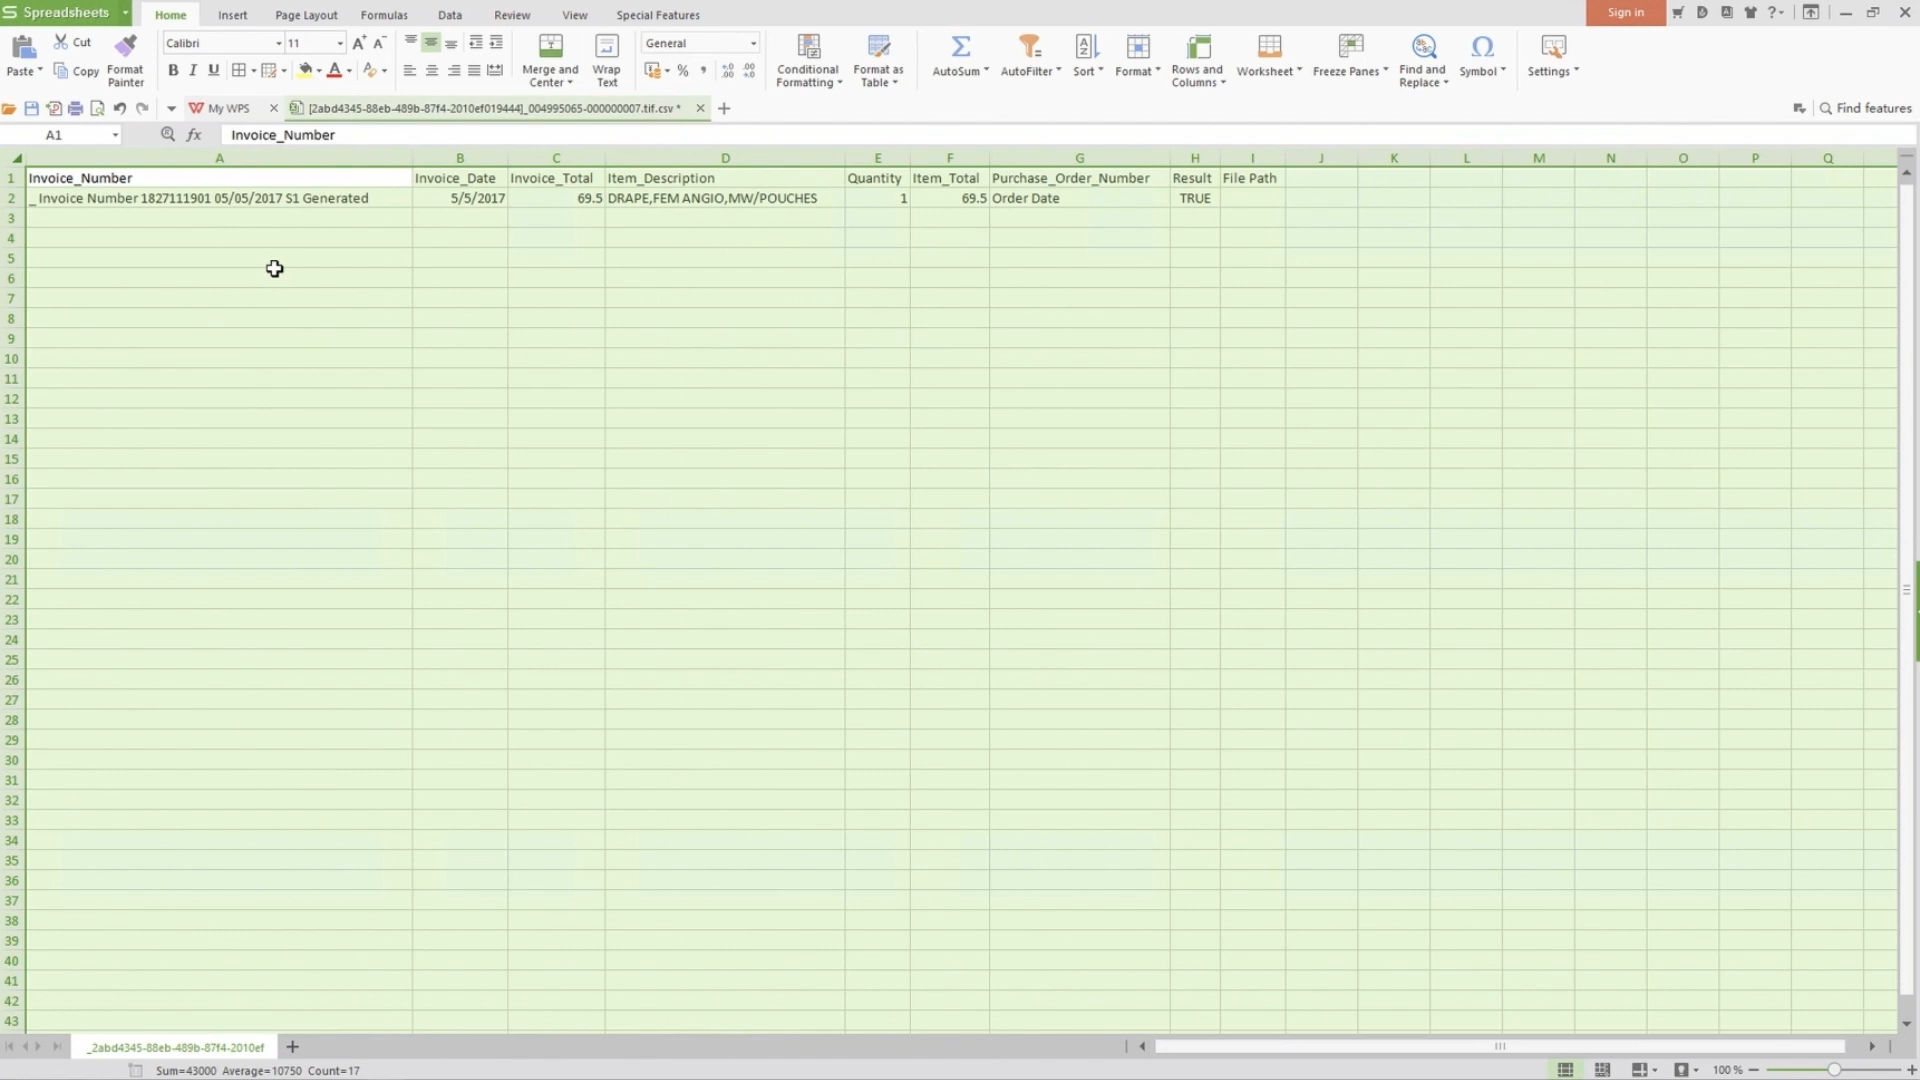 Spreadsheets Home Insert Page Layout Formulas Data Review View Special Features Sign in
Paste Cut Copy Format Painter
Calibri 11
B I U
Merge and Center Wrap Text
General
Conditional Formatting Format as Table
AutoSum AutoFilter Sort Format Rows and Columns Worksheet Freeze Panes Find and Replace Symbol Settings
My WPS [2abd4345-88eb-489b-87f4-2010ef019444]_004995065-000000007.tif.csv * Find features
A1 fx Invoice_Number
A B C D E F G H I J K L M N O P Q
1 Invoice_Number Invoice_Date Invoice_Total Item_Description Quantity Item_Total Purchase_Order_Number Result File Path
2 _ Invoice Number 1827111901 05/05/2017 S1 Generated 5/5/2017 69.5 DRAPE,FEM ANGIO,MW/POUCHES 1 69.5 Order Date TRUE
3
4
5
6
7
8
9
10
11
12
13
14
15
16
17
18
19
20
21
22
23
24
25
26
27
28
29
30
31
32
33
34
35
36
37
38
39
40
41
42
43
_2abd4345-88eb-489b-87f4-2010ef
Sum=43000 Average=10750 Count=17 100 %